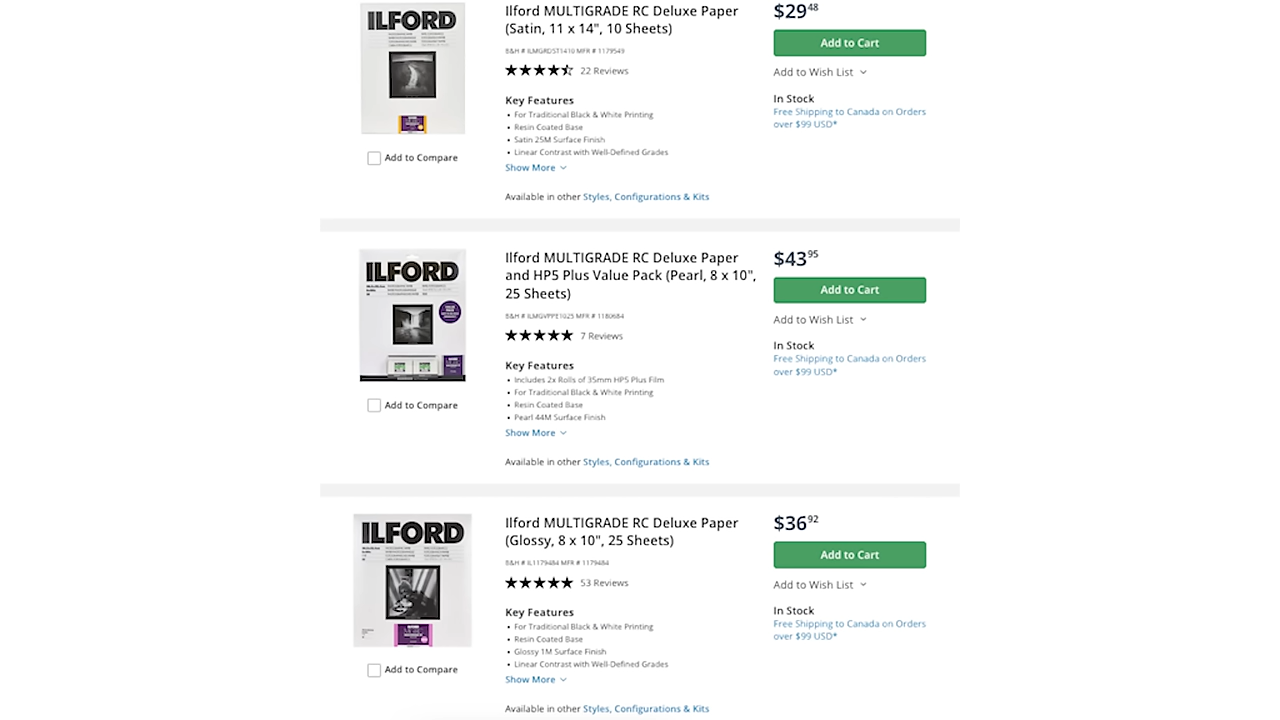 ILFORD
Ilford MULTIGRADE RC Deluxe Paper
(Satin, 11 x 14", 10 Sheets)
B&H # ILMGRDST1410 MFR # 1179549
22 Reviews
Key Features
• For Traditional Black & White Printing
• Resin Coated Base
• Satin 25M Surface Finish
• Linear Contrast with Well-Defined Grades
Show More
Available in other Styles, Configurations & Kits
$29 48
Add to Cart
Add to Wish List
In Stock
Free Shipping to Canada on Orders
over $99 USD*
Add to Compare
ILFORD
Ilford MULTIGRADE RC Deluxe Paper
and HP5 Plus Value Pack (Pearl, 8 x 10",
25 Sheets)
B&H # ILMGVPPE1025 MFR # 1180684
7 Reviews
Key Features
• Includes 2x Rolls of 35mm HP5 Plus Film
• For Traditional Black & White Printing
• Resin Coated Base
• Pearl 44M Surface Finish
Show More
Available in other Styles, Configurations & Kits
$43 95
Add to Cart
Add to Wish List
In Stock
Free Shipping to Canada on Orders
over $99 USD*
Add to Compare
ILFORD
Ilford MULTIGRADE RC Deluxe Paper
(Glossy, 8 x 10", 25 Sheets)
B&H # IL1179484 MFR # 1179484
53 Reviews
Key Features
• For Traditional Black & White Printing
• Resin Coated Base
• Glossy 1M Surface Finish
• Linear Contrast with Well-Defined Grades
Show More
Available in other Styles, Configurations & Kits
$36 92
Add to Cart
Add to Wish List
In Stock
Free Shipping to Canada on Orders
over $99 USD*
Add to Compare